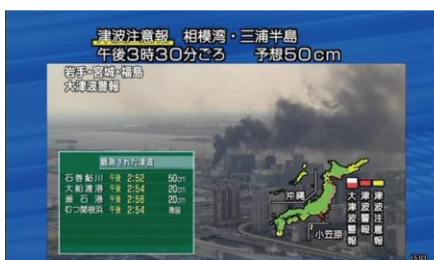 津波注意報 相模湾・三浦半島
午後3時30分ごろ 予想50cm
岩手・宮城・福島
大津波警報
観測された津波
石巻鮎川 午後 2:52 50cm
大船渡港 午後 2:54 20cm
釜石港 午後 2:56 20cm
むつ関根浜 午後 2:54 微弱
沖縄
小笠原
大津波警報
津波警報
津波注意報
15:03